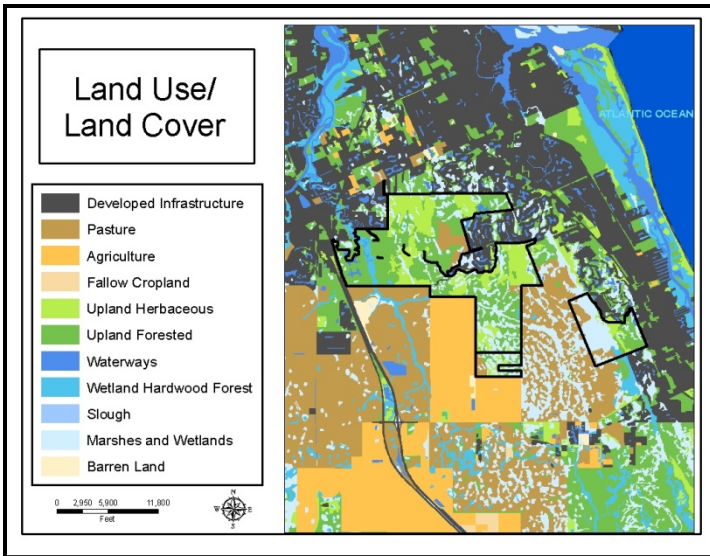 Land Use/
Land Cover
ATLANTIC OCEAN
Developed Infrastructure
Pasture
Agriculture
Fallow Cropland
Upland Herbaceous
Upland Forested
Waterways
Wetland Hardwood Forest
Slough
Marshes and Wetlands
Barren Land
0 2,950 5,900 11,800
Feet
N
W E
S